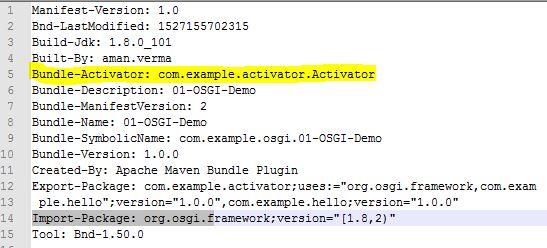 1 Manifest-Version: 1.0
2 Bnd-LastModified: 1527155702315
3 Build-Jdk: 1.8.0_101
4 Built-By: aman.verma
5 Bundle-Activator: com.example.activator.Activator
6 Bundle-Description: 01-OSGI-Demo
7 Bundle-ManifestVersion: 2
8 Bundle-Name: 01-OSGI-Demo
9 Bundle-SymbolicName: com.example.osgi.01-OSGI-Demo
10 Bundle-Version: 1.0.0
11 Created-By: Apache Maven Bundle Plugin
12 Export-Package: com.example.activator;uses:="org.osgi.framework,com.exam
13 ple.hello";version="1.0.0",com.example.hello;version="1.0.0"
14 Import-Package: org.osgi.framework;version="[1.8,2)"
15 Tool: Bnd-1.50.0